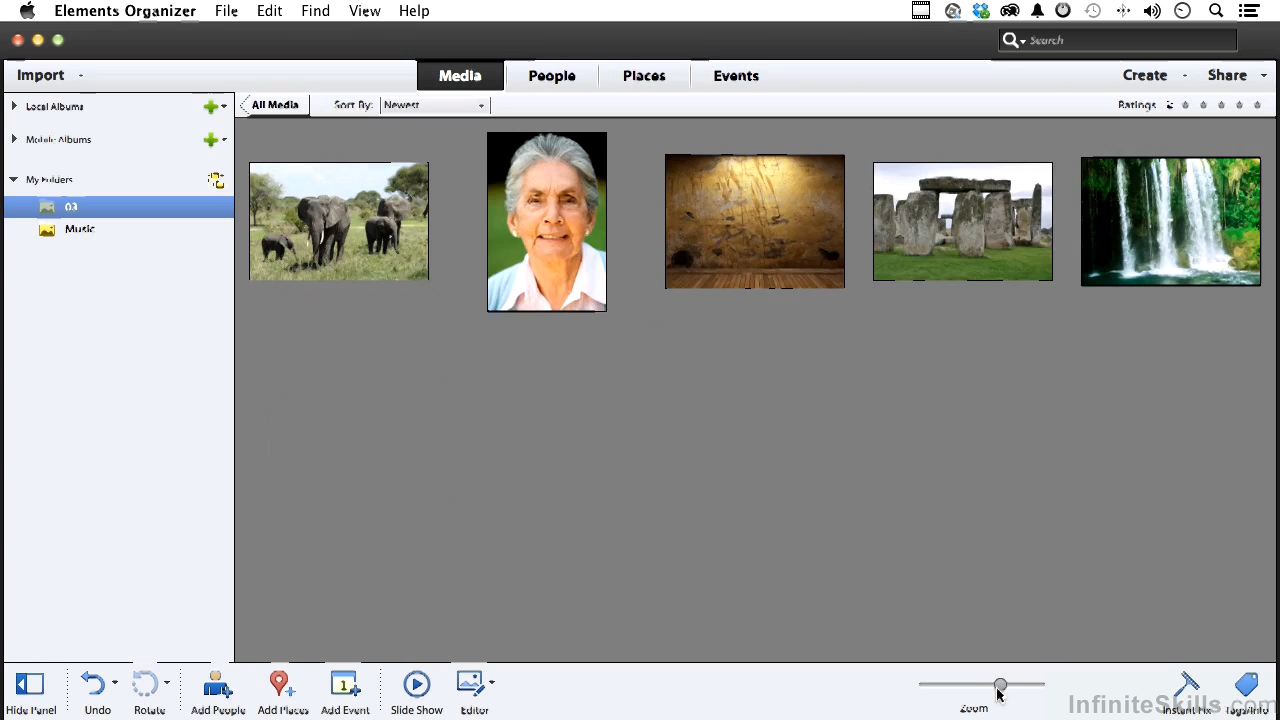 Elements Organizer File Edit Find View Help
Search
Import Media People Places Events Create Share
Local Albums All Media Sort By: Newest Ratings
Mobile Albums
My Folders
03
Music
Hide Panel Undo Rotate Add People Add Places Add Event Slide Show Editor Zoom Instant Fix Tags/Info
InfiniteSkills.com